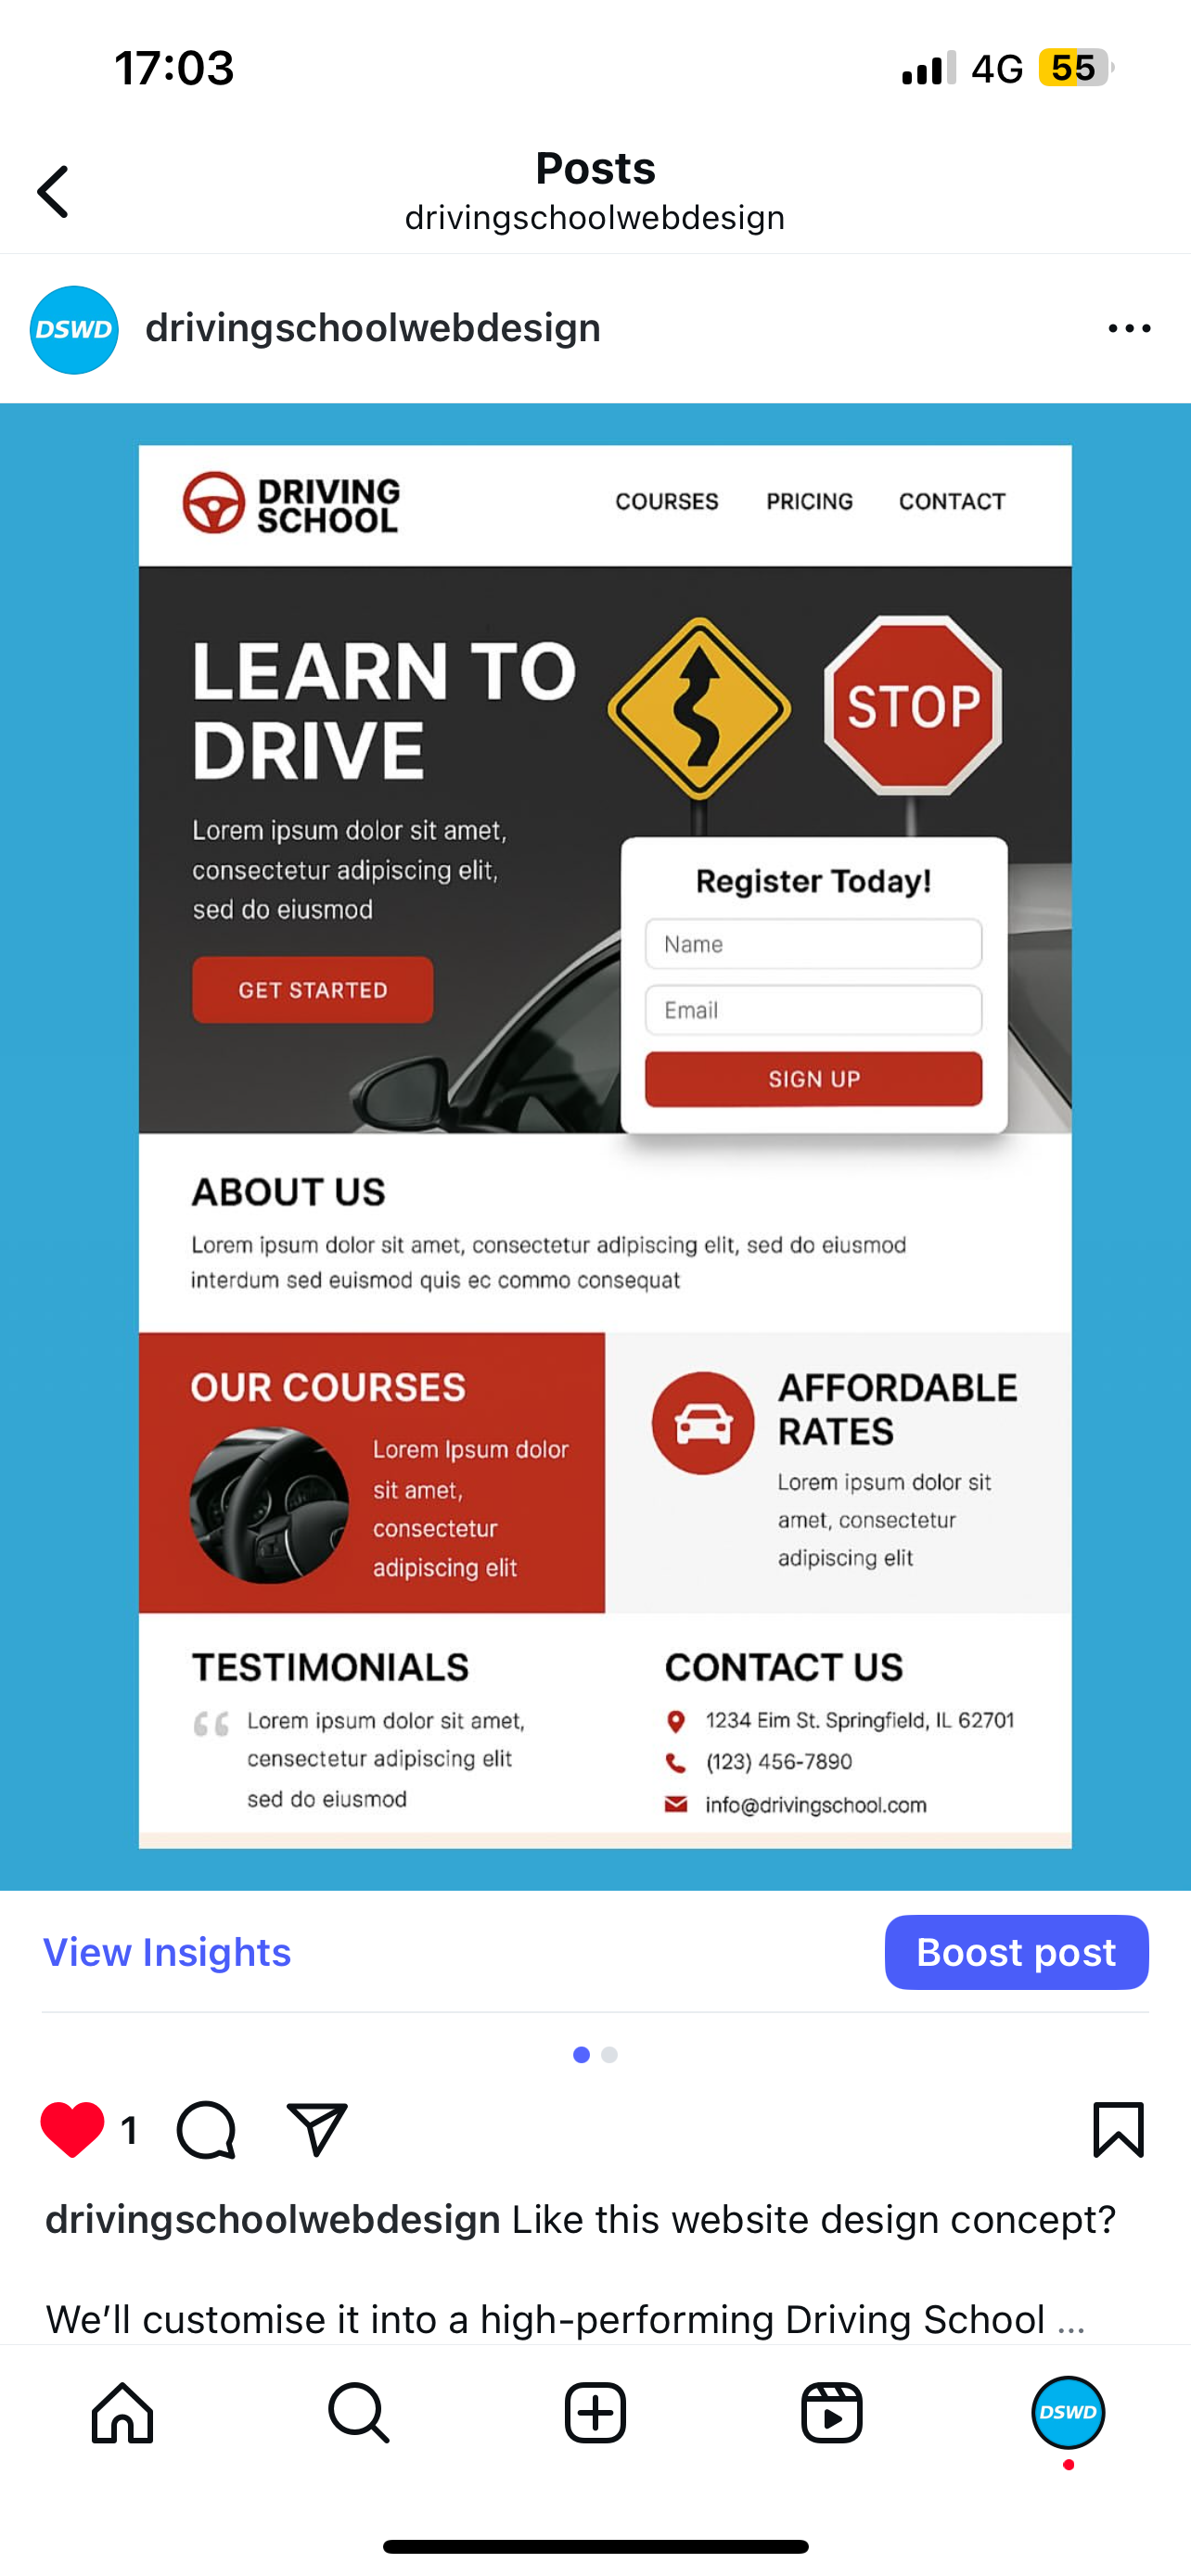 17:03
4G 55
Posts
drivingschoolwebdesign
DSWD drivingschoolwebdesign
DRIVING
SCHOOL
COURSES PRICING CONTACT
LEARN TO
DRIVE
STOP
Lorem ipsum dolor sit amet,
consectetur adipiscing elit,
sed do eiusmod
GET STARTED
Register Today!
Name
Email
SIGN UP
ABOUT US
Lorem ipsum dolor sit amet, consectetur adipiscing elit, sed do eiusmod
interdum sed euismod quis ec commo consequat
OUR COURSES
Lorem Ipsum dolor
sit amet,
consectetur
adipiscing elit
AFFORDABLE
RATES
Lorem ipsum dolor sit
amet, consectetur
adipiscing elit
TESTIMONIALS
“ Lorem ipsum dolor sit amet,
censectetur adipiscing elit
sed do eiusmod
CONTACT US
1234 Eim St. Springfield, IL 62701
(123) 456-7890
info@drivingschool.com
View Insights
Boost post
1
drivingschoolwebdesign Like this website design concept?
We’ll customise it into a high-performing Driving School ...
DSWD